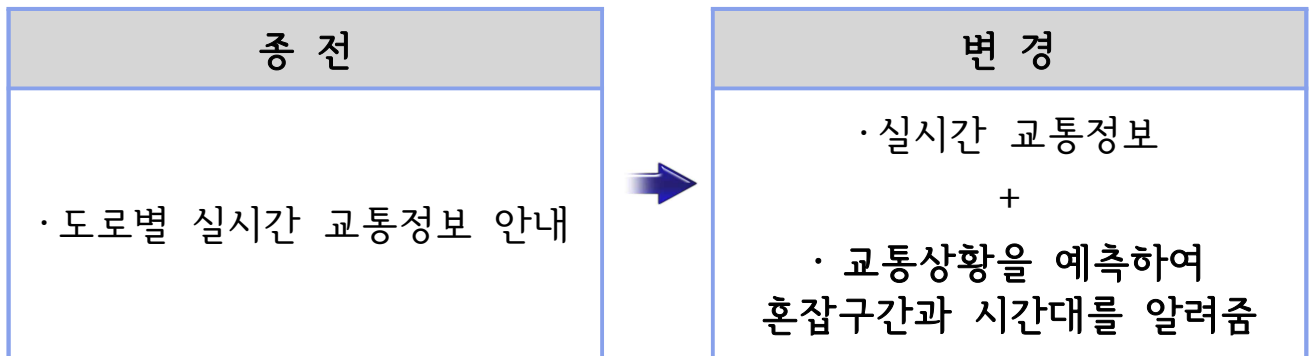 종 전
·도로별 실시간 교통정보 안내
변 경
·실시간 교통정보
+
· 교통상황을 예측하여
혼잡구간과 시간대를 알려줌